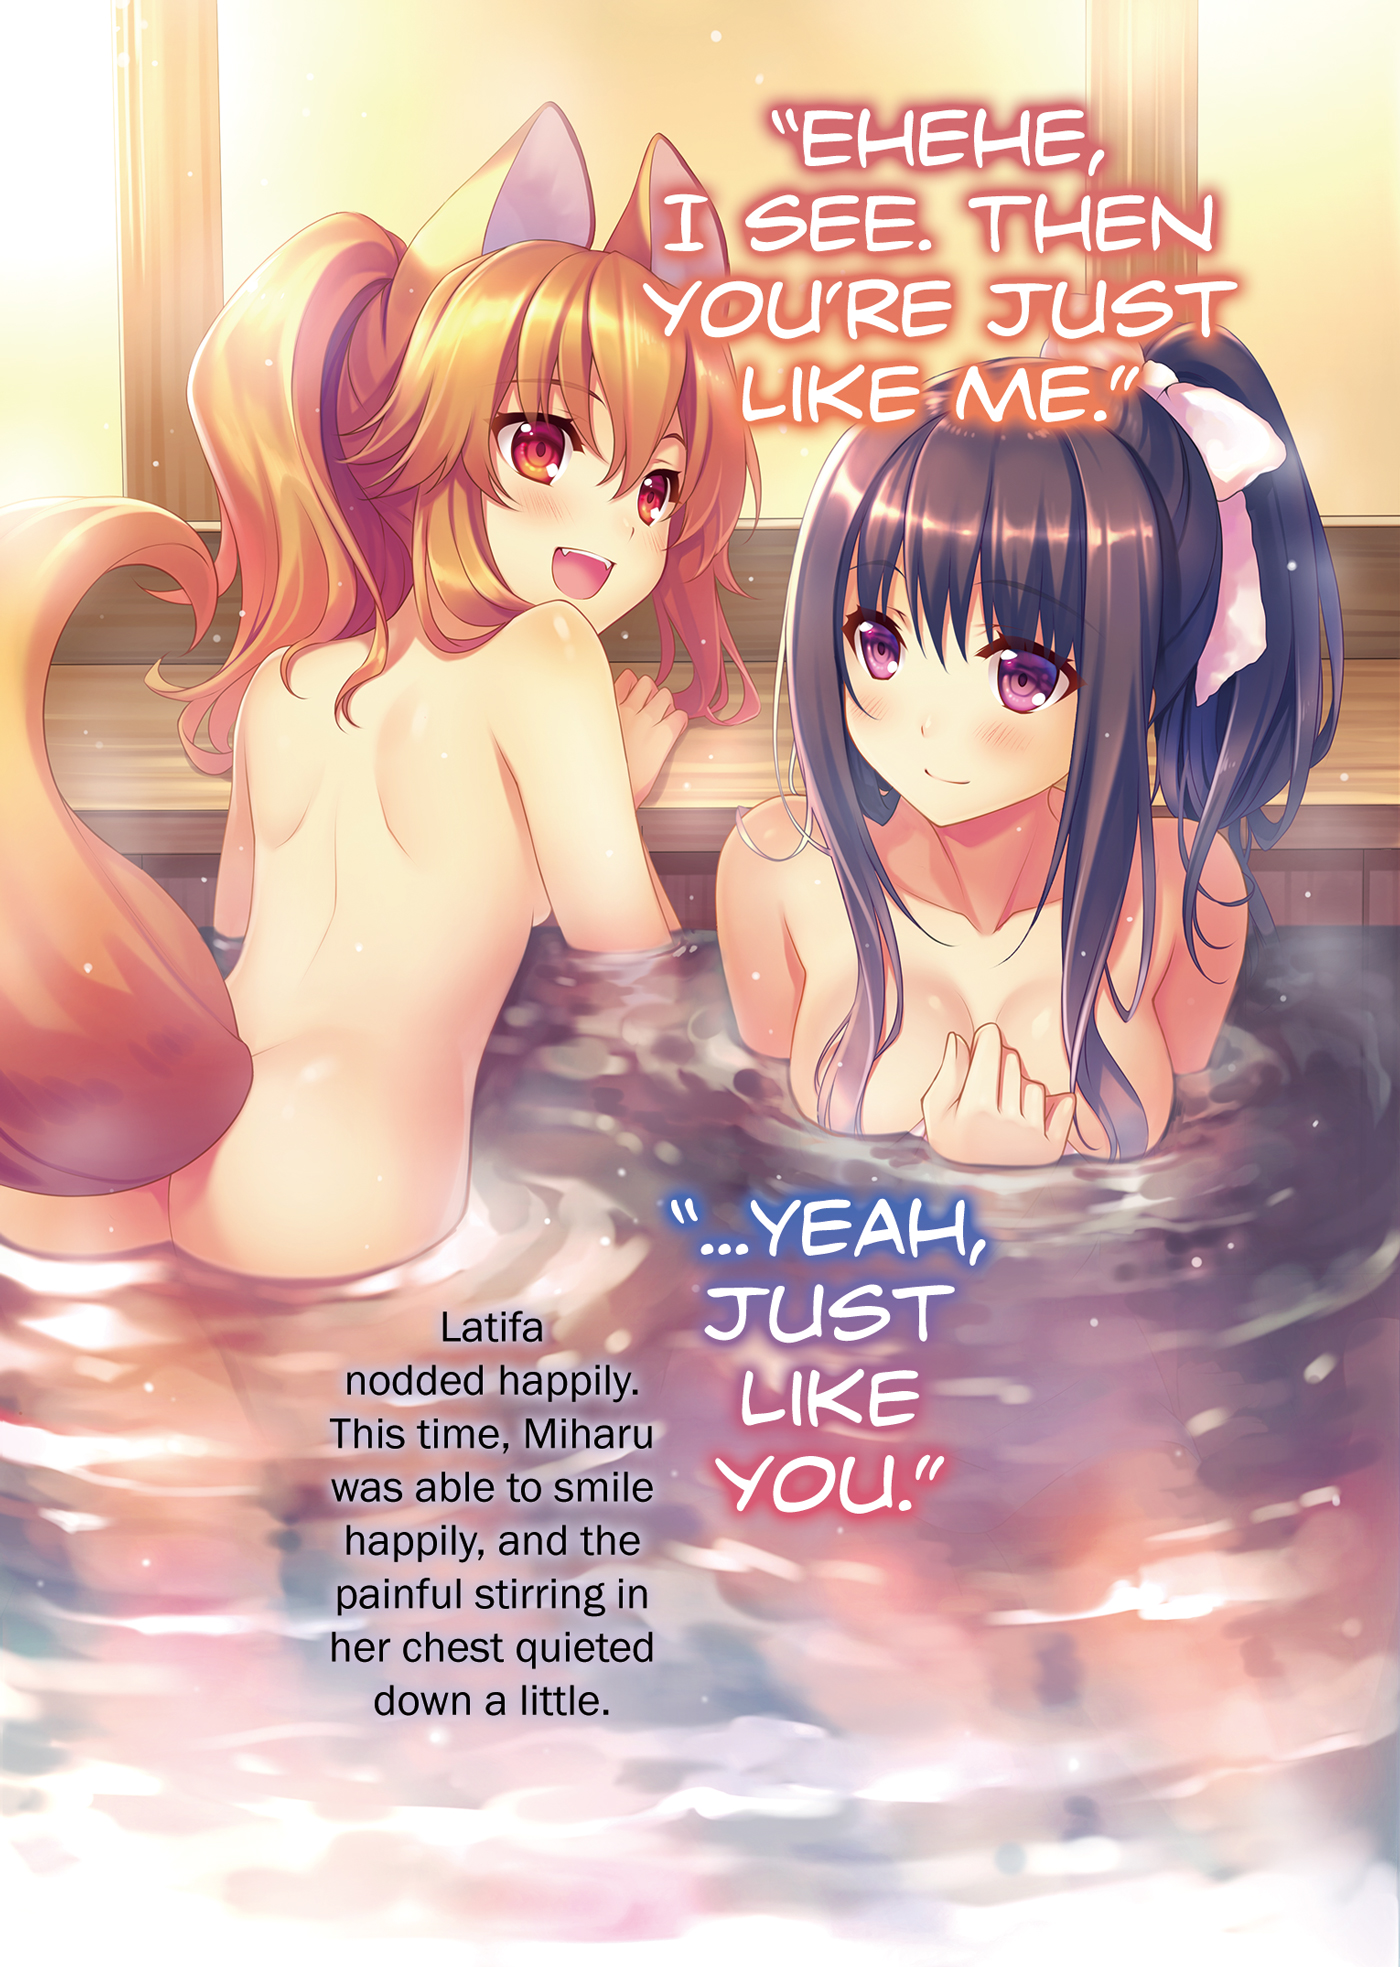 “EHEHE,
I SEE. THEN
YOU’RE JUST
LIKE ME.”
“...YEAH,
JUST
LIKE
YOU.”
Latifa
nodded happily.
This time, Miharu
was able to smile
happily, and the
painful stirring in
her chest quieted
down a little.